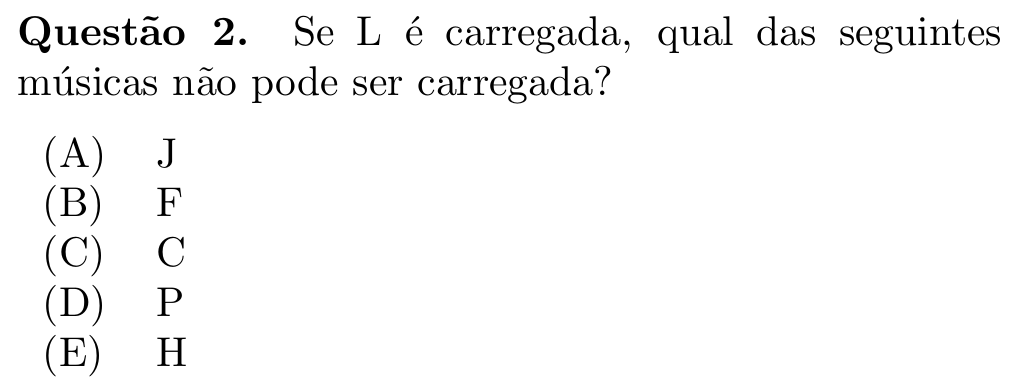 Questão 2. Se L é carregada, qual das seguintes
músicas não pode ser carregada?
(A) J
(B) F
(C) C
(D) P
(E) H